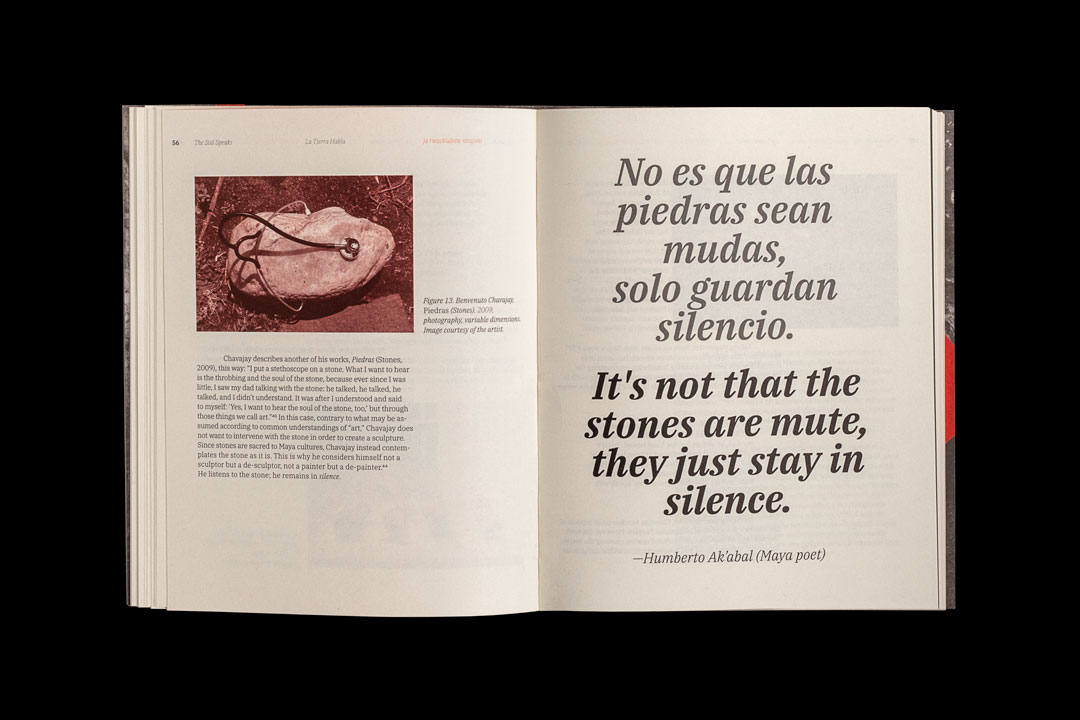 56 The Soil Speaks La Tierra Habla
Figure 13. Benvenuto Chavajay,
Piedras (Stones). 2009,
photography, variable dimensions.
Image courtesy of the artist.
Chavajay describes another of his works, Piedras (Stones,
2009), this way: “I put a stethoscope on a stone. What I want to hear
is the throbbing and the soul of the stone, because ever since I was
little, I saw my dad talking with the stone: he talked, he talked, he
talked, and I didn’t understand. It was after I understood and said
to myself: ‘Yes, I want to hear the soul of the stone, too,’ but through
those things we call art.”⁴³ In this case, contrary to what may be as-
sumed according to common understandings of “art,” Chavajay does
not want to intervene with the stone in order to create a sculpture.
Since stones are sacred to Maya cultures, Chavajay instead contem-
plates the stone as it is. This is why he considers himself not a
sculptor but a de-sculptor, not a painter but a de-painter.⁴⁴
He listens to the stone; he remains in silence.
No es que las
piedras sean
mudas,
solo guardan
silencio.
It's not that the
stones are mute,
they just stay in
silence.
—Humberto Ak’abal (Maya poet)